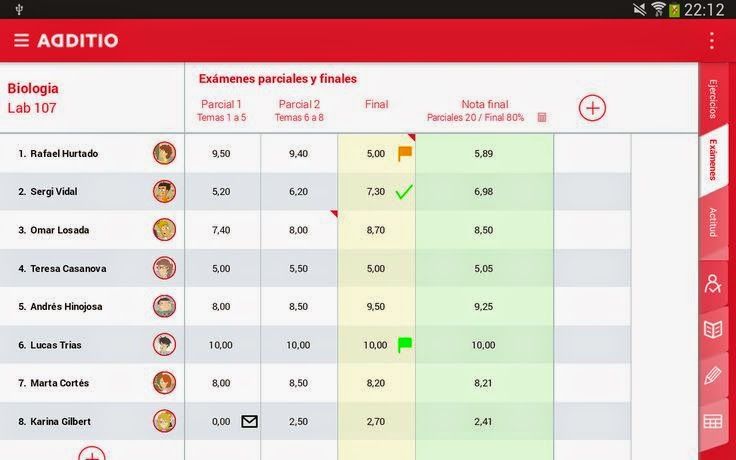 22:12
ADDITIO
Biologia
Lab 107
Exámenes parciales y finales
Parcial 1
Temas 1 a 5
Parcial 2
Temas 6 a 8
Final
Nota final
Parciales 20 / Final 80%
1. Rafael Hurtado 9,50 9,40 5,00 5,89
2. Sergi Vidal 5,20 6,20 7,30 6,98
3. Omar Losada 7,40 8,00 8,70 8,50
4. Teresa Casanova 5,00 5,50 5,00 5,05
5. Andrés Hinojosa 8,00 8,50 9,50 9,25
6. Lucas Trias 10,00 10,00 10,00 10,00
7. Marta Cortés 8,00 8,50 8,20 8,21
8. Karina Gilbert 0,00 2,50 2,70 2,41
Ejercicios
Exámenes
Actitud